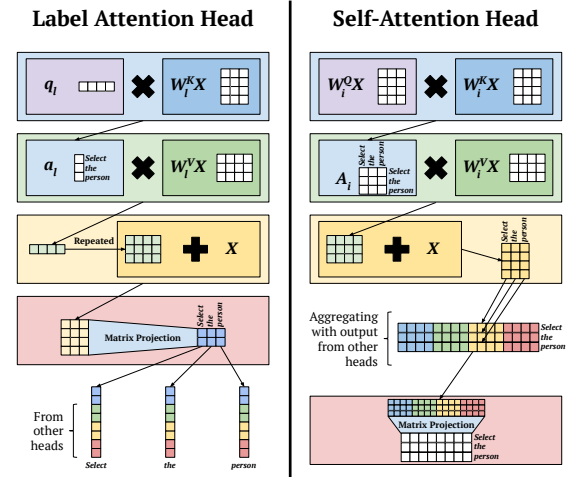 Label Attention Head
q_l
W_l^K X
a_l
Select
the
person
W_l^V X
Repeated
X
Matrix Projection
Select
the
person
From
other
heads
Select
the
person
Self-Attention Head
W_i^Q X
W_i^K X
Select
the
person
A_i
Select
the
person
W_i^V X
X
Select
the
person
Aggregating
with output
from other
heads
Select
the
person
Matrix Projection
Select
the
person